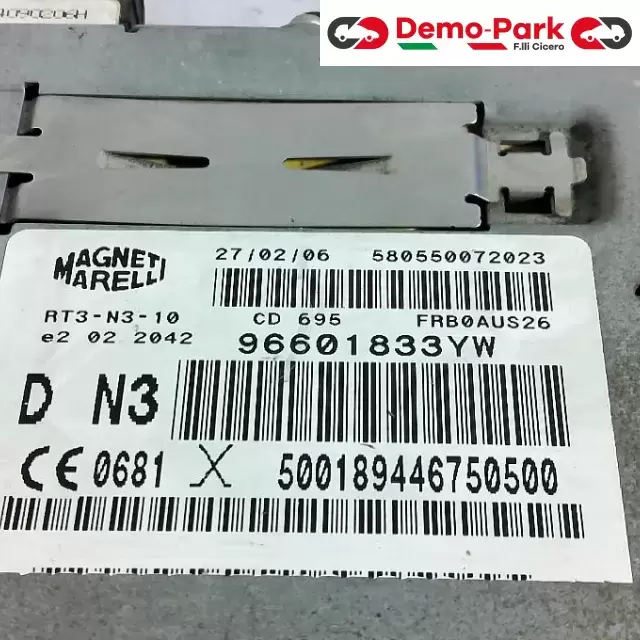 Demo-Park
F.lli Cicero
MAGNETI
MARELLI
27/02/06 580550072023
RT3-N3-10 CD 695 FRB0AUS26
e2 02 2042 96601833YW
D N3
CE 0681 X 500189446750500